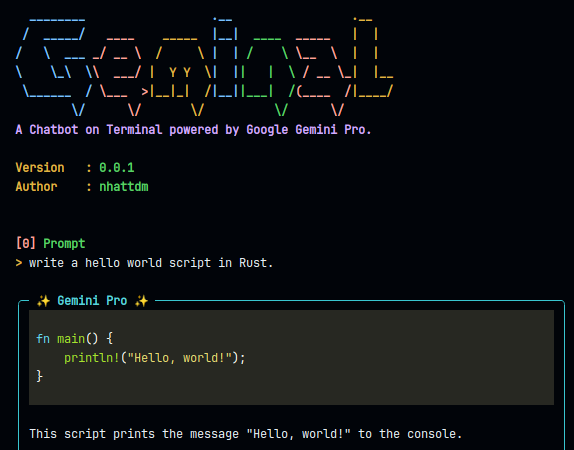 A Chatbot on Terminal powered by Google Gemini Pro.
Version : 0.0.1
Author : nhattdm
[0] Prompt
> write a hello world script in Rust.
✨ Gemini Pro ✨
fn main() {
    println!("Hello, world!");
}
This script prints the message "Hello, world!" to the console.